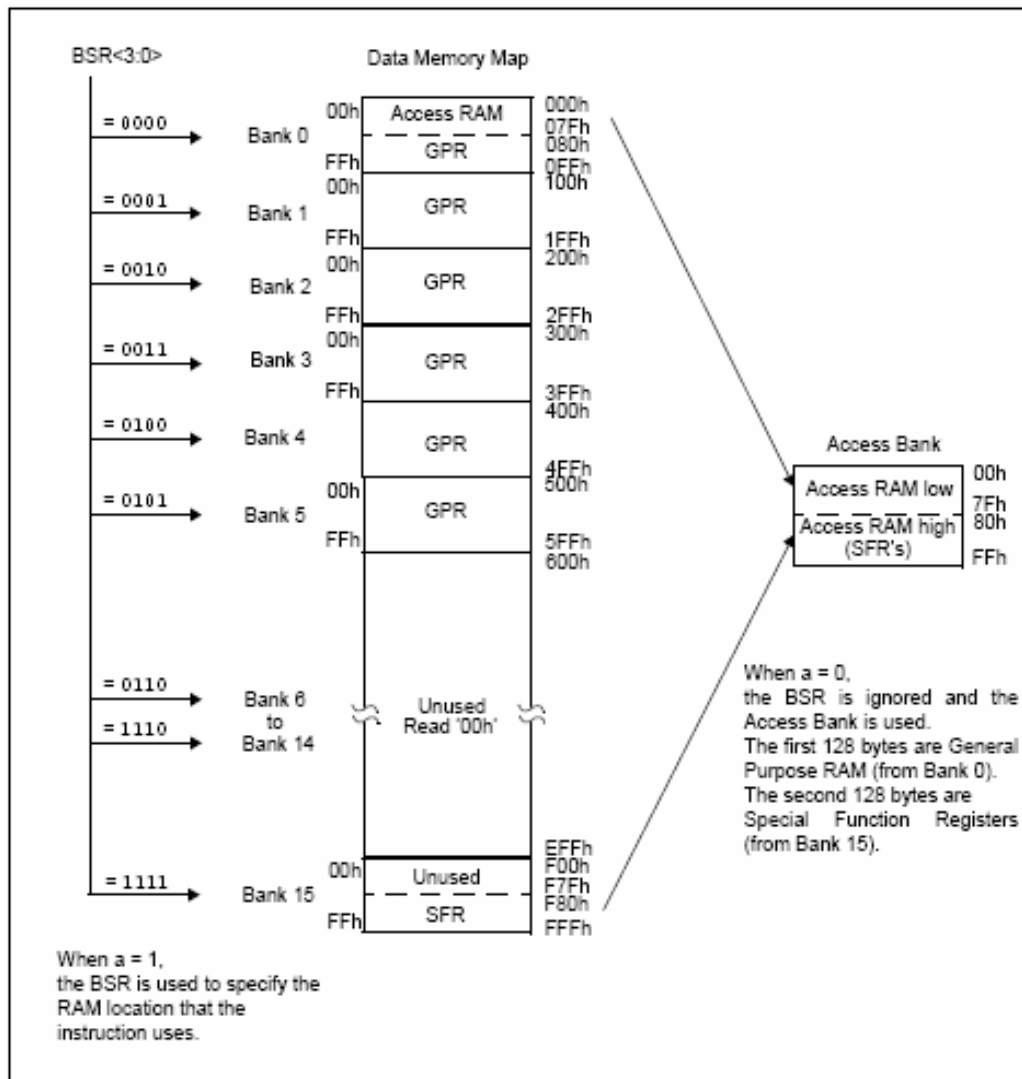 BSR<3:0>
Data Memory Map
= 0000
Bank 0
00h
Access RAM
000h
07Fh
080h
GPR
FFh
0FFh
= 0001
Bank 1
00h
100h
GPR
FFh
1FFh
= 0010
Bank 2
00h
200h
GPR
FFh
2FFh
= 0011
Bank 3
00h
300h
GPR
FFh
3FFh
= 0100
Bank 4
400h
GPR
4FFh
= 0101
Bank 5
00h
500h
GPR
FFh
5FFh
600h
= 0110
= 1110
Bank 6
to
Bank 14
Unused
Read '00h'
EFFh
= 1111
Bank 15
00h
F00h
Unused
F7Fh
F80h
SFR
FFh
FFFh
Access Bank
Access RAM low
00h
7Fh
80h
Access RAM high
(SFR's)
FFh
When a = 0,
the BSR is ignored and the
Access Bank is used.
The first 128 bytes are General
Purpose RAM (from Bank 0).
The second 128 bytes are
Special Function Registers
(from Bank 15).
When a = 1,
the BSR is used to specify the
RAM location that the
instruction uses.